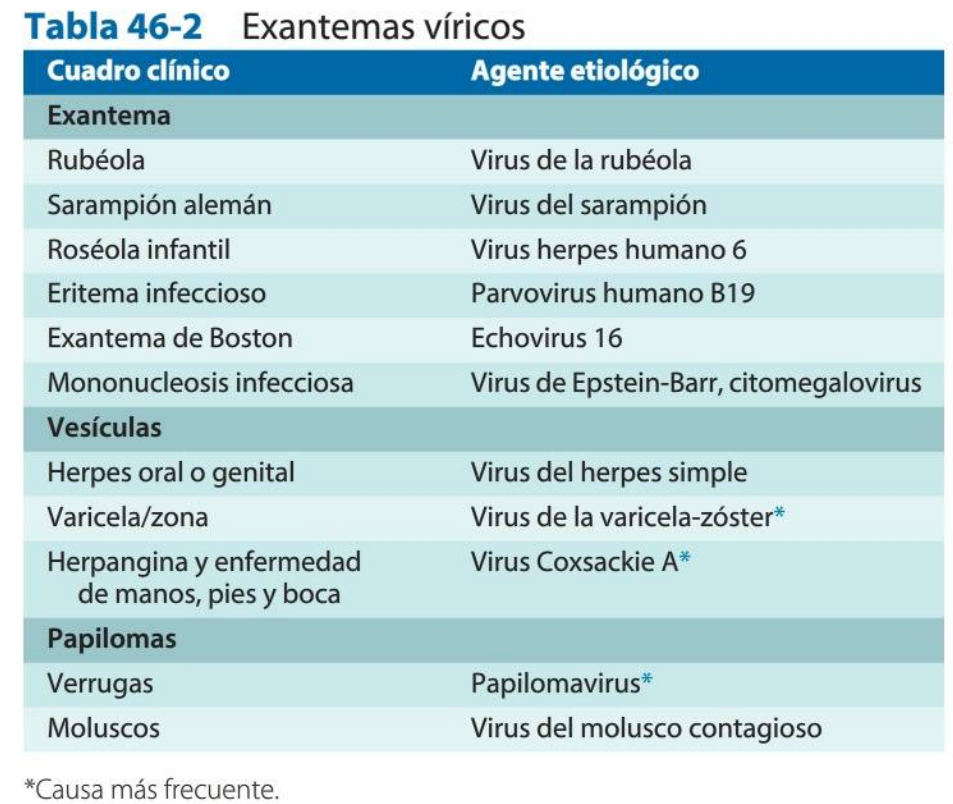 Tabla 46-2 Exantemas víricos
Cuadro clínico Agente etiológico
Exantema
Rubéola Virus de la rubéola
Sarampión alemán Virus del sarampión
Roséola infantil Virus herpes humano 6
Eritema infeccioso Parvovirus humano B19
Exantema de Boston Echovirus 16
Mononucleosis infecciosa Virus de Epstein-Barr, citomegalovirus
Vesículas
Herpes oral o genital Virus del herpes simple
Varicela/zona Virus de la varicela-zóster*
Herpangina y enfermedad Virus Coxsackie A*
de manos, pies y boca
Papilomas
Verrugas Papilomavirus*
Moluscos Virus del molusco contagioso
*Causa más frecuente.